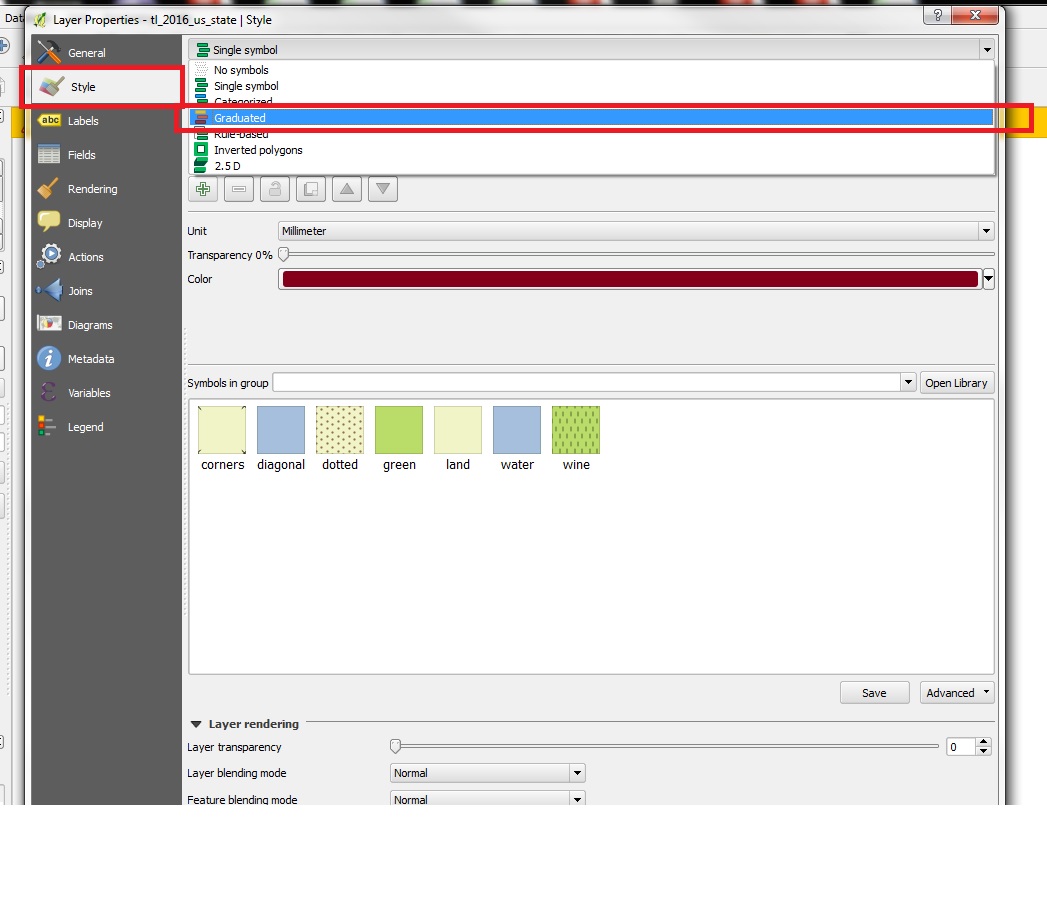 Data
Layer Properties - tl_2016_us_state | Style
?
General
Style
abc Labels
Fields
Rendering
Display
Actions
Joins
Diagrams
i Metadata
ε Variables
Legend
Single symbol
No symbols
Single symbol
Categorized
Graduated
Rule-based
Inverted polygons
2.5 D
Unit Millimeter
Transparency 0%
Color
Symbols in group Open Library
corners diagonal dotted green land water wine
Save Advanced
Layer rendering
Layer transparency 0
Layer blending mode Normal
Feature blending mode Normal